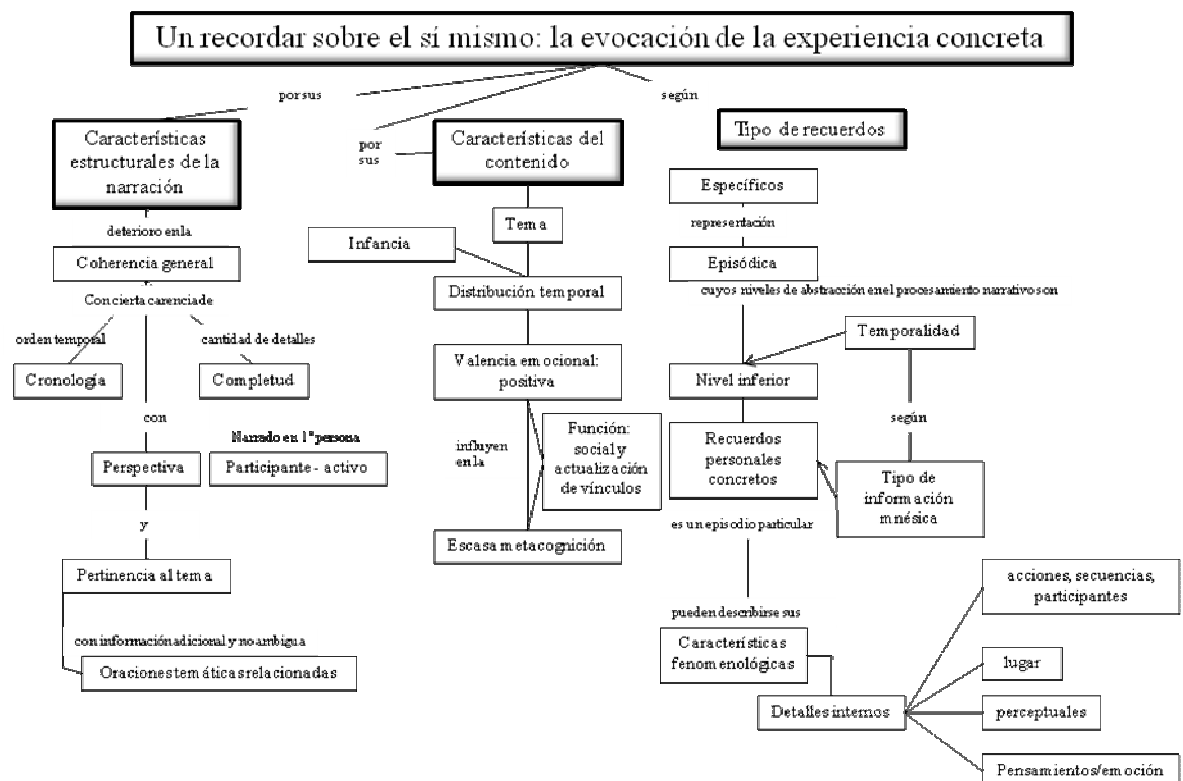 Un recordar sobre el sí mismo: la evocación de la experiencia concreta
por sus
según
por
sus
Características
estructurales de la
narración
Características del
contenido
Tipo de recuerdos
deterioro en la
Coherencia general
Con cierta carencia de
orden temporal
cantidad de detalles
Cronología
Completud
con
Narrado en 1ª persona
Perspectiva
Participante - activo
y
Pertinencia al tema
con información adicional y no ambigua
Oraciones temáticas relacionadas
Tema
Infancia
Distribución temporal
Valencia emocional:
positiva
influyen
en la
Función:
social y
actualización
de vínculos
Escasa metacognición
Específicos
representación
Episódica
cuyos niveles de abstracción en el procesamiento narrativo son
Temporalidad
Nivel inferior
según
Recuerdos
personales
concretos
Tipo de
información
mnésica
es un episodio particular
pueden describirse sus
Características
fenomenológicas
Detalles internos
acciones, secuencias,
participantes
lugar
perceptuales
Pensamientos/emoción